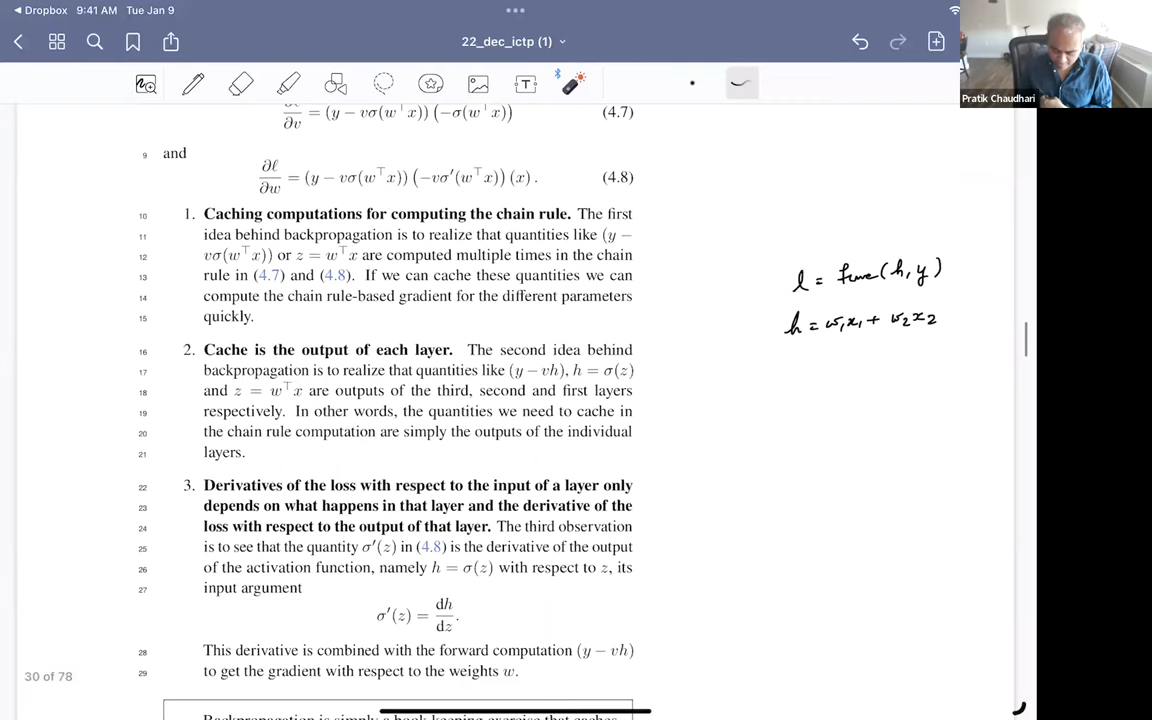 Dropbox 9:41 AM Tue Jan 9
22_dec_ictp (1)
Pratik Chaudhari
∂v = (y − vσ(w⊤x)) (−σ(w⊤x)) (4.7)
9 and
∂ℓ/∂w = (y − vσ(w⊤x)) (−vσ′(w⊤x)) (x) . (4.8)
10 1. Caching computations for computing the chain rule. The first
11 idea behind backpropagation is to realize that quantities like (y −
12 vσ(w⊤x)) or z = w⊤x are computed multiple times in the chain
13 rule in (4.7) and (4.8). If we can cache these quantities we can
14 compute the chain rule-based gradient for the different parameters
15 quickly.
16 2. Cache is the output of each layer. The second idea behind
17 backpropagation is to realize that quantities like (y − vh), h = σ(z)
18 and z = w⊤x are outputs of the third, second and first layers
19 respectively. In other words, the quantities we need to cache in
20 the chain rule computation are simply the outputs of the individual
21 layers.
22 3. Derivatives of the loss with respect to the input of a layer only
23 depends on what happens in that layer and the derivative of the
24 loss with respect to the output of that layer. The third observation
25 is to see that the quantity σ′(z) in (4.8) is the derivative of the output
26 of the activation function, namely h = σ(z) with respect to z, its
27 input argument
σ′(z) = dh/dz.
28 This derivative is combined with the forward computation (y − vh)
29 to get the gradient with respect to the weights w.
30 of 78
Backpropagation is simply a book-keeping exercise that caches
l = func(h, y)
h = w₁x₁ + w₂x₂